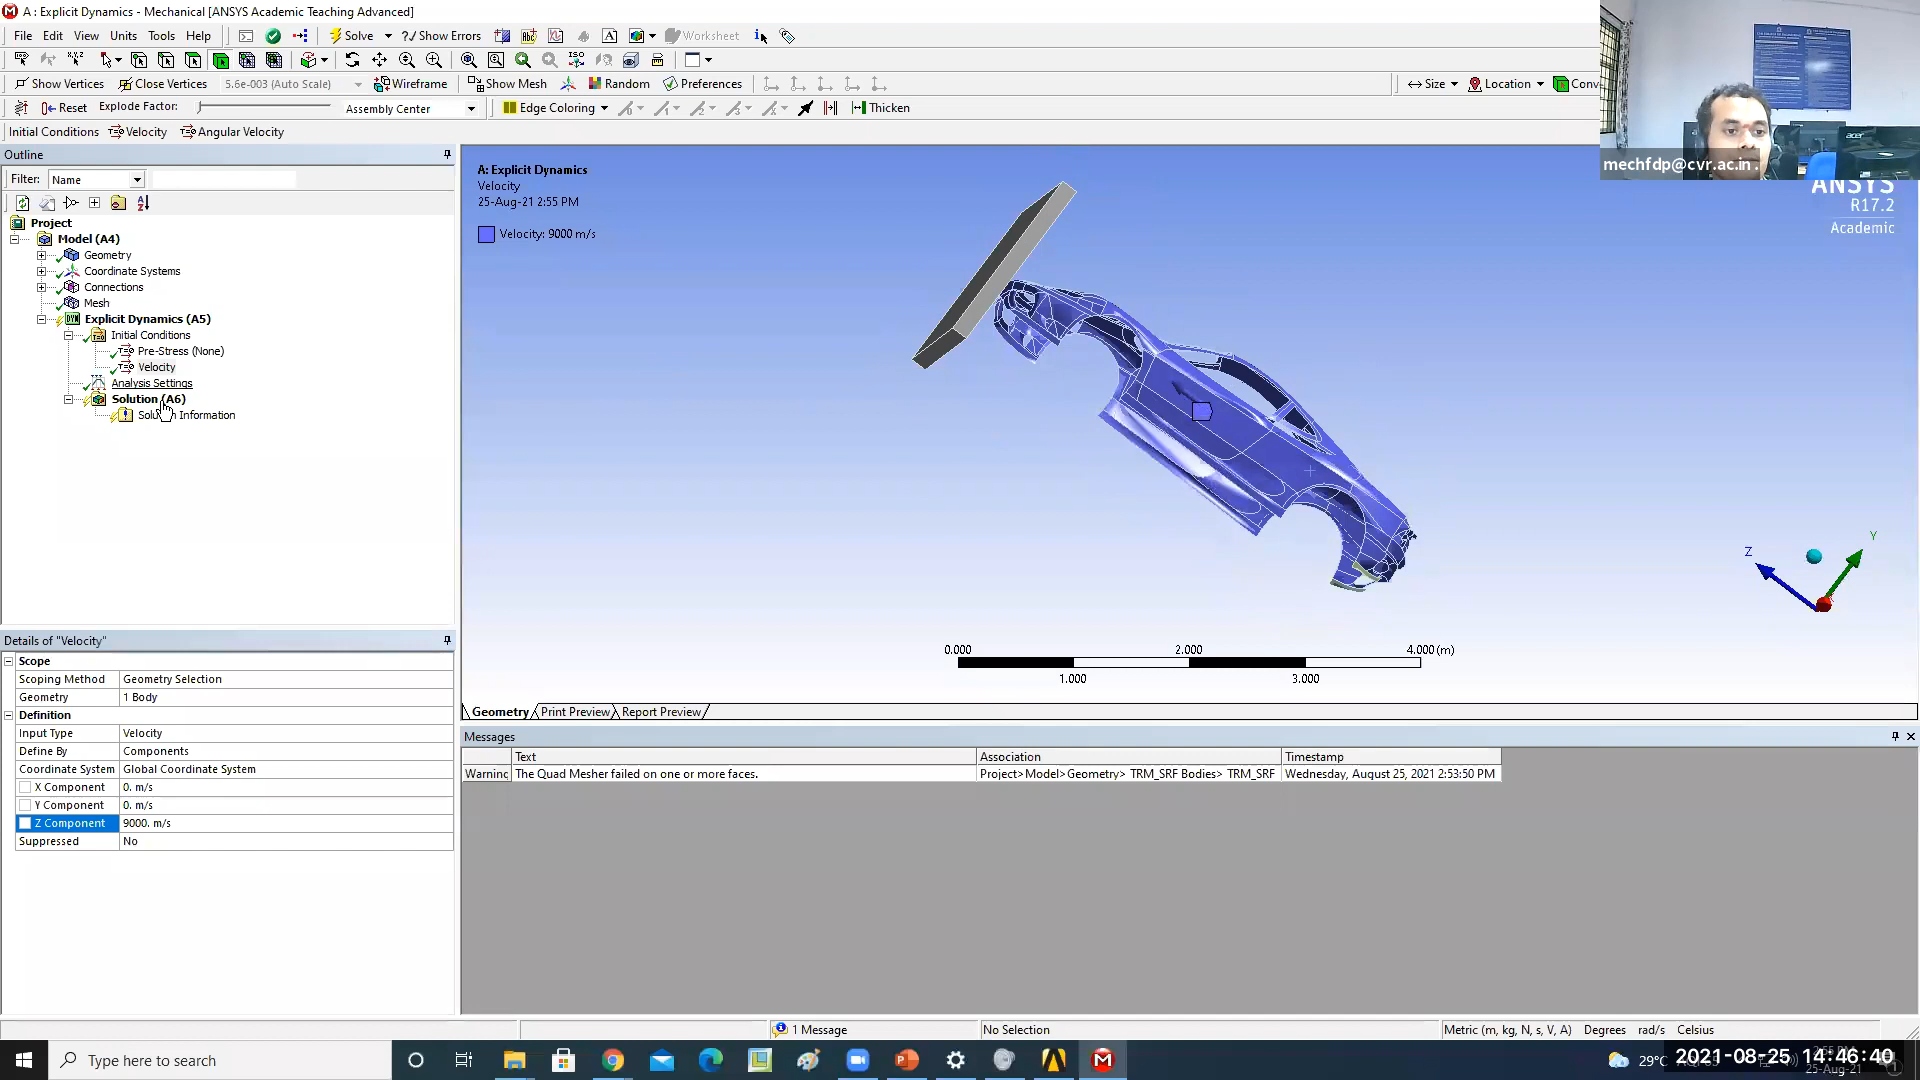 A : Explicit Dynamics - Mechanical [ANSYS Academic Teaching Advanced]
File Edit View Units Tools Help Solve ?/ Show Errors Worksheet
Show Vertices Close Vertices 5.6e-003 (Auto Scale) Wireframe Show Mesh Random Preferences Size Location Conv
Reset Explode Factor: Assembly Center Edge Coloring Thicken
Initial Conditions Velocity Angular Velocity
Outline
Filter: Name
Project
Model (A4)
Geometry
Coordinate Systems
Connections
Mesh
Explicit Dynamics (A5)
Initial Conditions
Pre-Stress (None)
Velocity
Analysis Settings
Solution (A6)
Solution Information
Details of "Velocity"
Scope
Scoping Method Geometry Selection
Geometry 1 Body
Definition
Input Type Velocity
Define By Components
Coordinate System Global Coordinate System
X Component 0. m/s
Y Component 0. m/s
Z Component 9000. m/s
Suppressed No
A: Explicit Dynamics
Velocity
25-Aug-21 2:55 PM
Velocity: 9000 m/s
mechfdp@cvr.ac.in .
acer
ANSYS
R17.2
Academic
Z
Y
0.000 2.000 4.000 (m)
1.000 3.000
Geometry Print Preview Report Preview
Messages
Text Association Timestamp
Warning The Quad Mesher failed on one or more faces. Project>Model>Geometry> TRM_SRF Bodies> TRM_SRF Wednesday, August 25, 2021 2:53:50 PM
1 Message No Selection Metric (m, kg, N, s, V, A) Degrees rad/s Celsius
Type here to search
29°C
2021-08-25 14:46:40
25-Aug-21